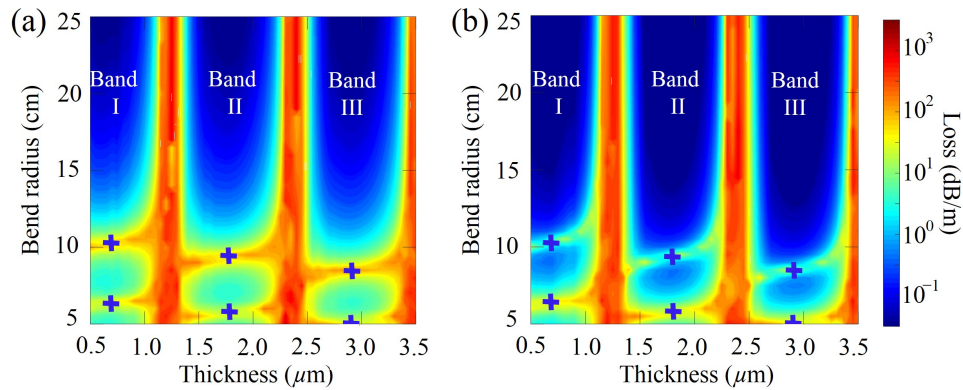 (a)
25
20
15
10
5
Bend radius (cm)
Band
I
Band
II
Band
III
0.5 1.0 1.5 2.0 2.5 3.0 3.5
Thickness (μm)
(b)
25
20
15
10
5
Bend radius (cm)
Band
I
Band
II
Band
III
0.5 1.0 1.5 2.0 2.5 3.0 3.5
Thickness (μm)
10³
10²
10¹
10⁰
10⁻¹
Loss (dB/m)